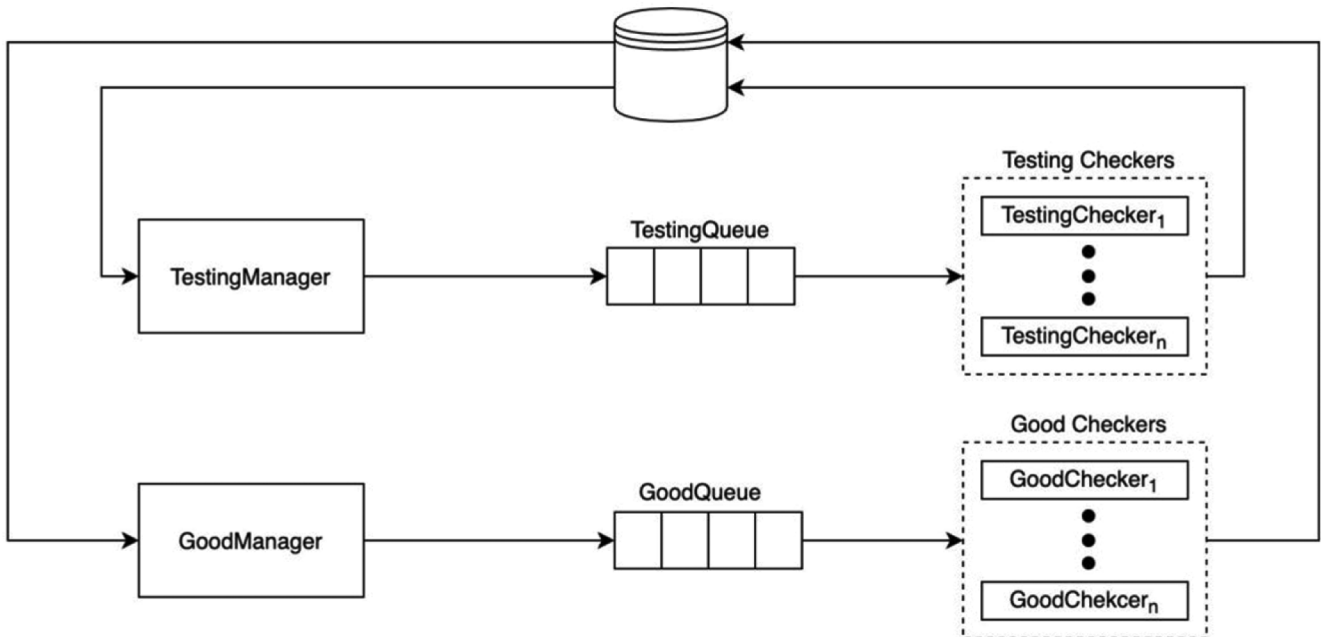 Testing Checkers
TestingChecker1
TestingQueue
TestingManager
TestingCheckern
Good Checkers
GoodChecker1
GoodQueue
GoodManager
GoodChekcern